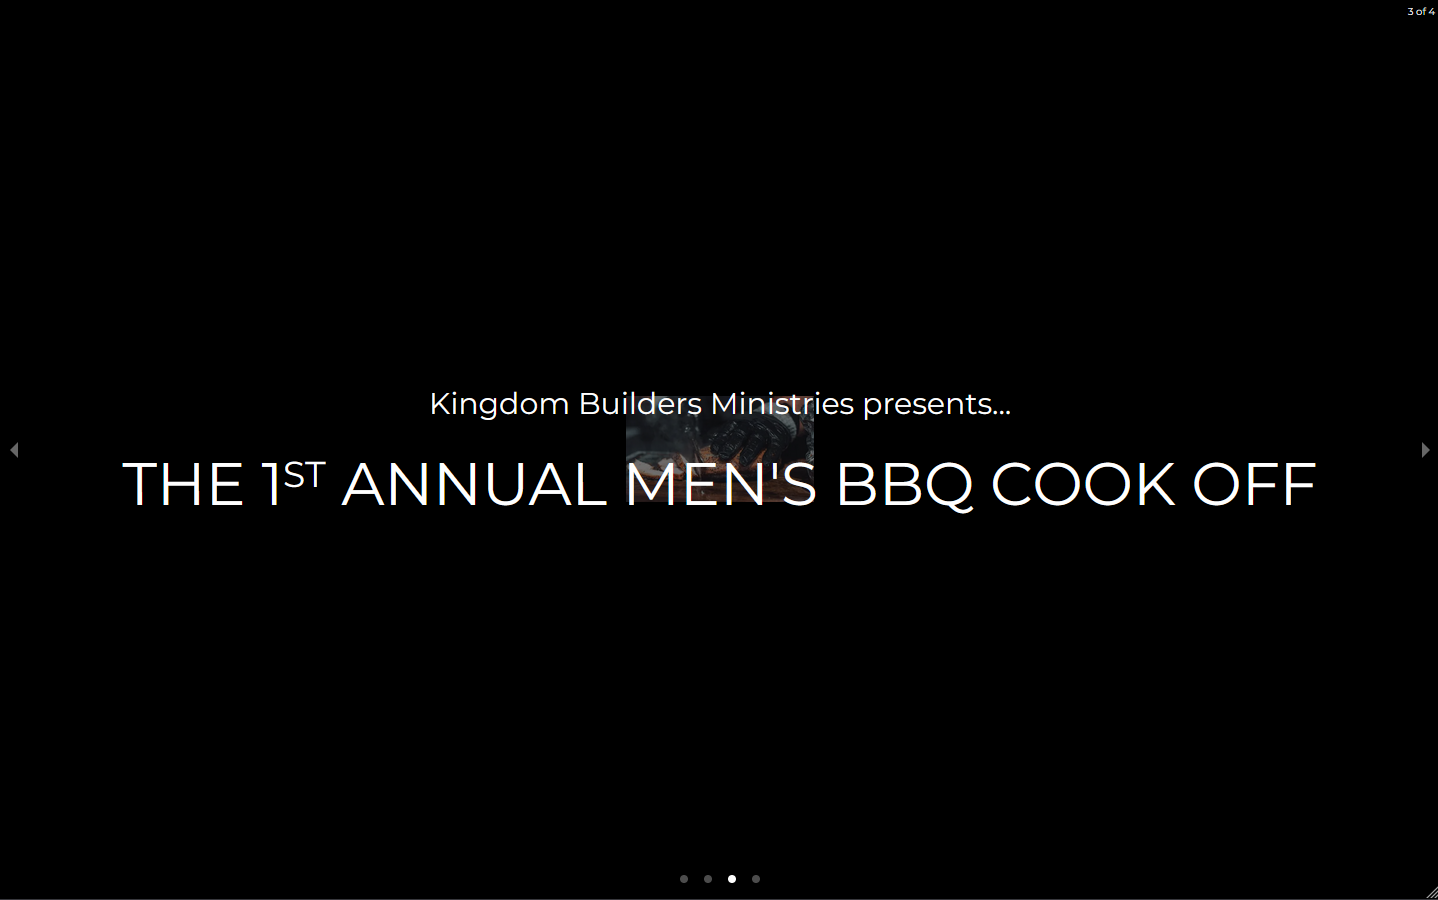 3 of 4
Kingdom Builders Ministries presents...
THE 1ST ANNUAL MEN'S BBQ COOK OFF